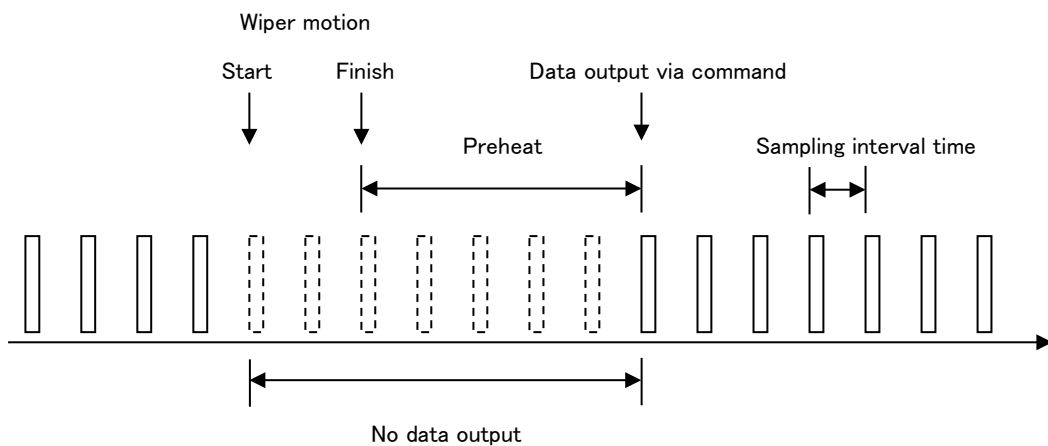 Wiper motion
Start
Finish
Data output via command
Preheat
Sampling interval time
No data output